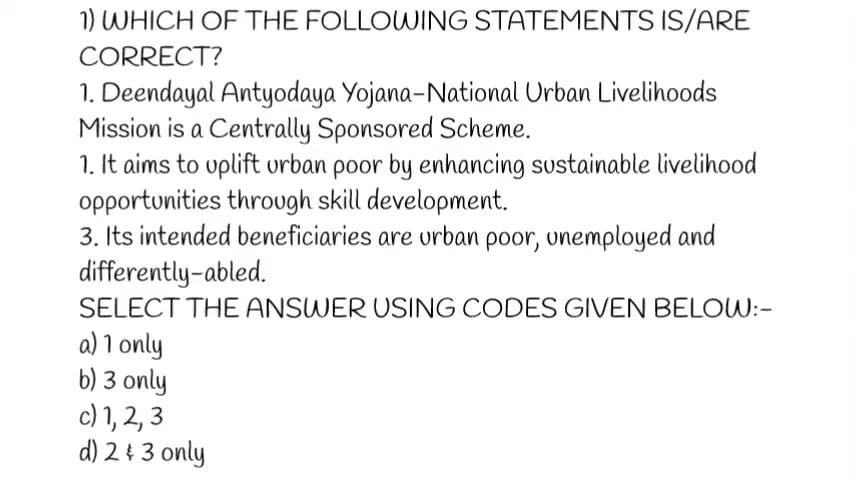 1) WHICH OF THE FOLLOWING STATEMENTS IS/ARE
CORRECT?
1. Deendayal Antyodaya Yojana-National Urban Livelihoods
Mission is a Centrally Sponsored Scheme.
1. It aims to uplift urban poor by enhancing sustainable livelihood
opportunities through skill development.
3. Its intended beneficiaries are urban poor, unemployed and
differently-abled.
SELECT THE ANSWER USING CODES GIVEN BELOW:-
a) 1 only
b) 3 only
c) 1, 2, 3
d) 2 & 3 only